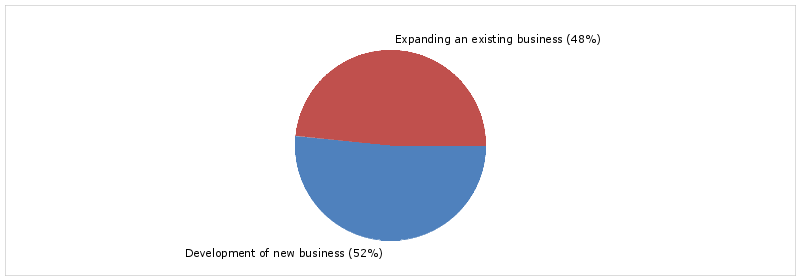 Expanding an existing business (48%)
Development of new business (52%)